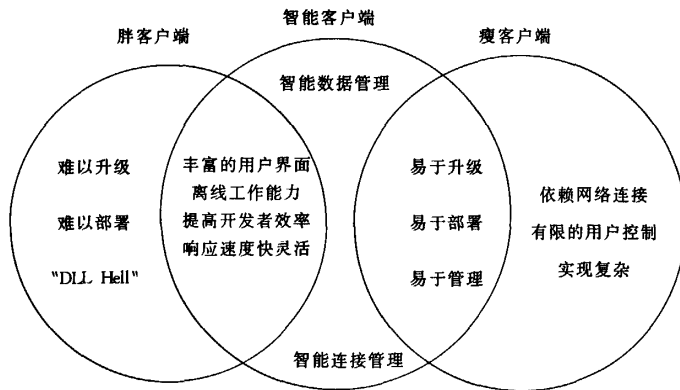 胖客户端
智能客户端
瘦客户端
智能数据管理
难以升级
难以部署
"DLL Hell"
丰富的用户界面
离线工作能力
提高开发者效率
响应速度快灵活
易于升级
易于部署
易于管理
依赖网络连接
有限的用户控制
实现复杂
智能连接管理